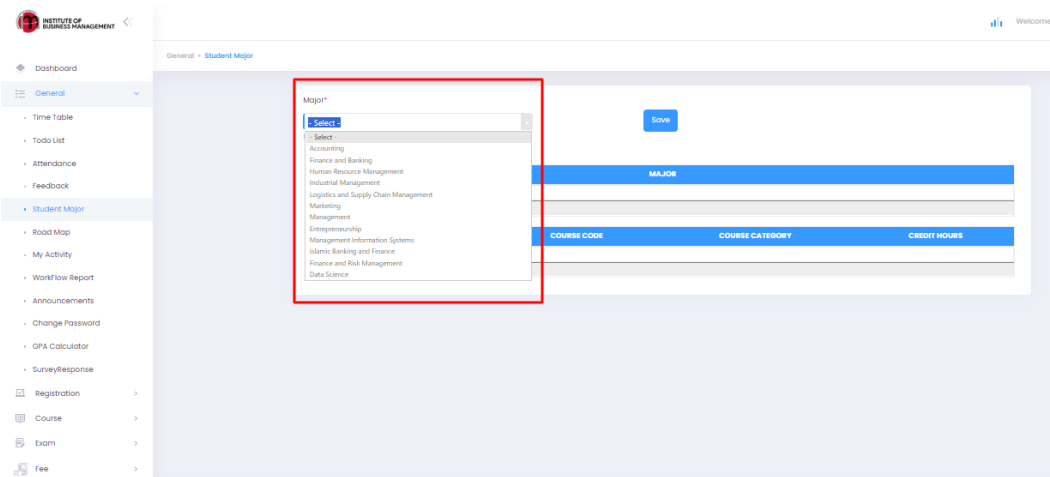 INSTITUTE OF
BUSINESS MANAGEMENT
Welcome
General • Student Major
Dashboard
General
Time Table
Todo List
Attendance
Feedback
Student Major
Road Map
My Activity
WorkFlow Report
Announcements
Change Password
GPA Calculator
SurveyResponse
Registration
Course
Exam
Fee
Major*
- Select -
Save
- Select -
Accounting
Finance and Banking
Human Resource Management
Industrial Management
Logistics and Supply Chain Management
Marketing
Management
Entrepreneurship
Management Information Systems
Islamic Banking and Finance
Finance and Risk Management
Data Science
MAJOR
COURSE CODE COURSE CATEGORY CREDIT HOURS